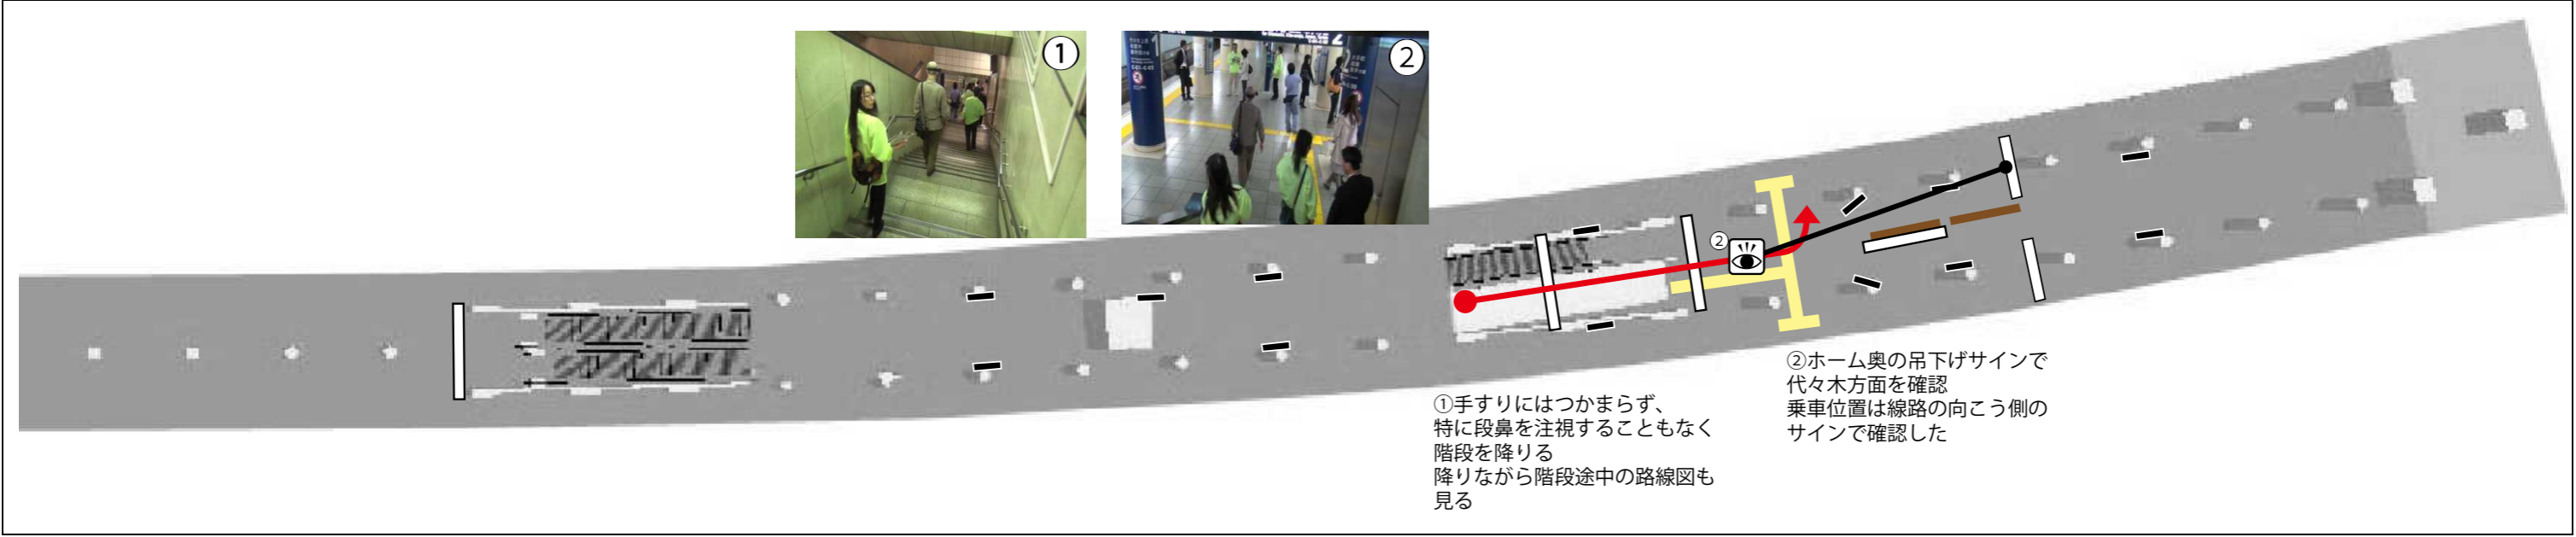 ①
②
②
①手すりにはつかまらず、
特に段鼻を注視することもなく
階段を降りる
降りながら階段途中の路線図も
見る
②ホーム奥の吊下げサインで
代々木方面を確認
乗車位置は線路の向こう側の
サインで確認した